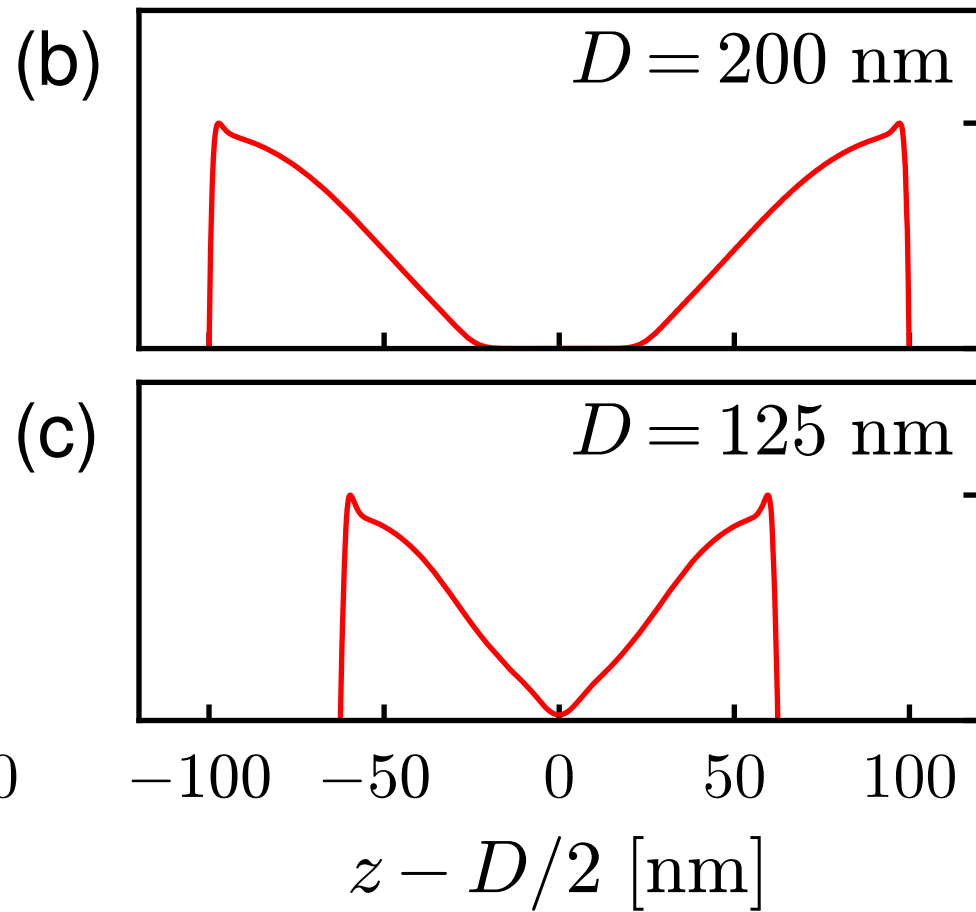 (b)
D = 200 nm
(c)
D = 125 nm
0 −100 −50 0 50 100
z − D/2 [nm]